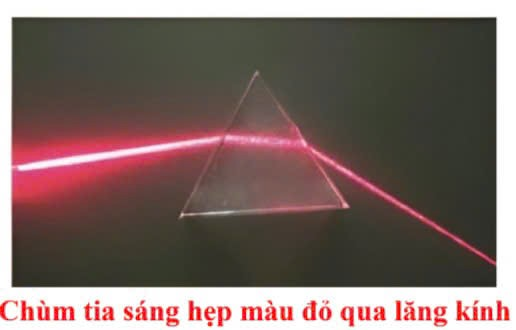 Chùm tia sáng hẹp màu đỏ qua lăng kính